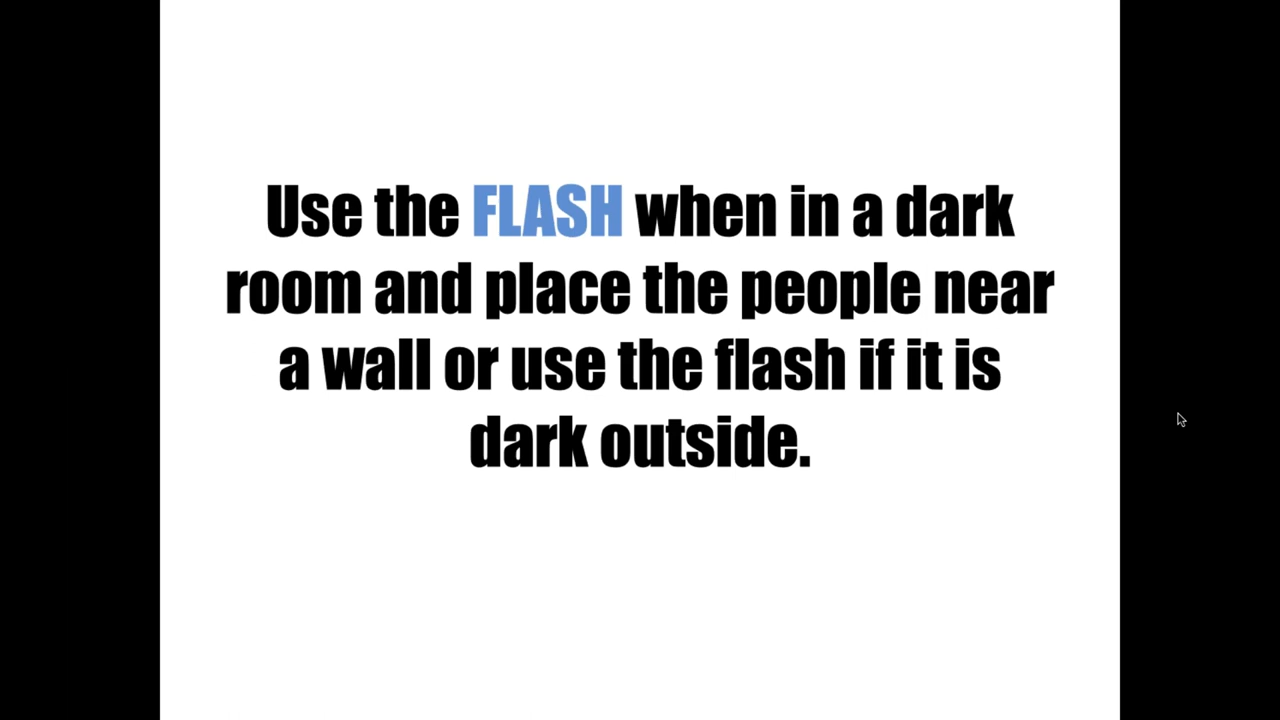 Use the FLASH when in a dark
room and place the people near
a wall or use the flash if it is
dark outside.